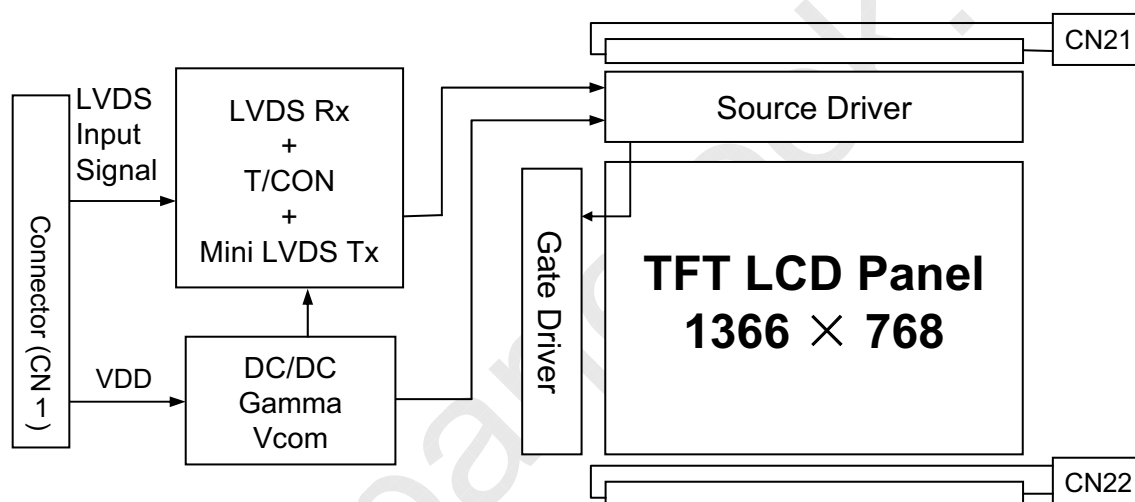 CN21
LVDS
Input
Signal
LVDS Rx
+
T/CON
+
Mini LVDS Tx
Source Driver
Connector (CN1)
Gate Driver
TFT LCD Panel
1366 × 768
VDD
DC/DC
Gamma
Vcom
CN22